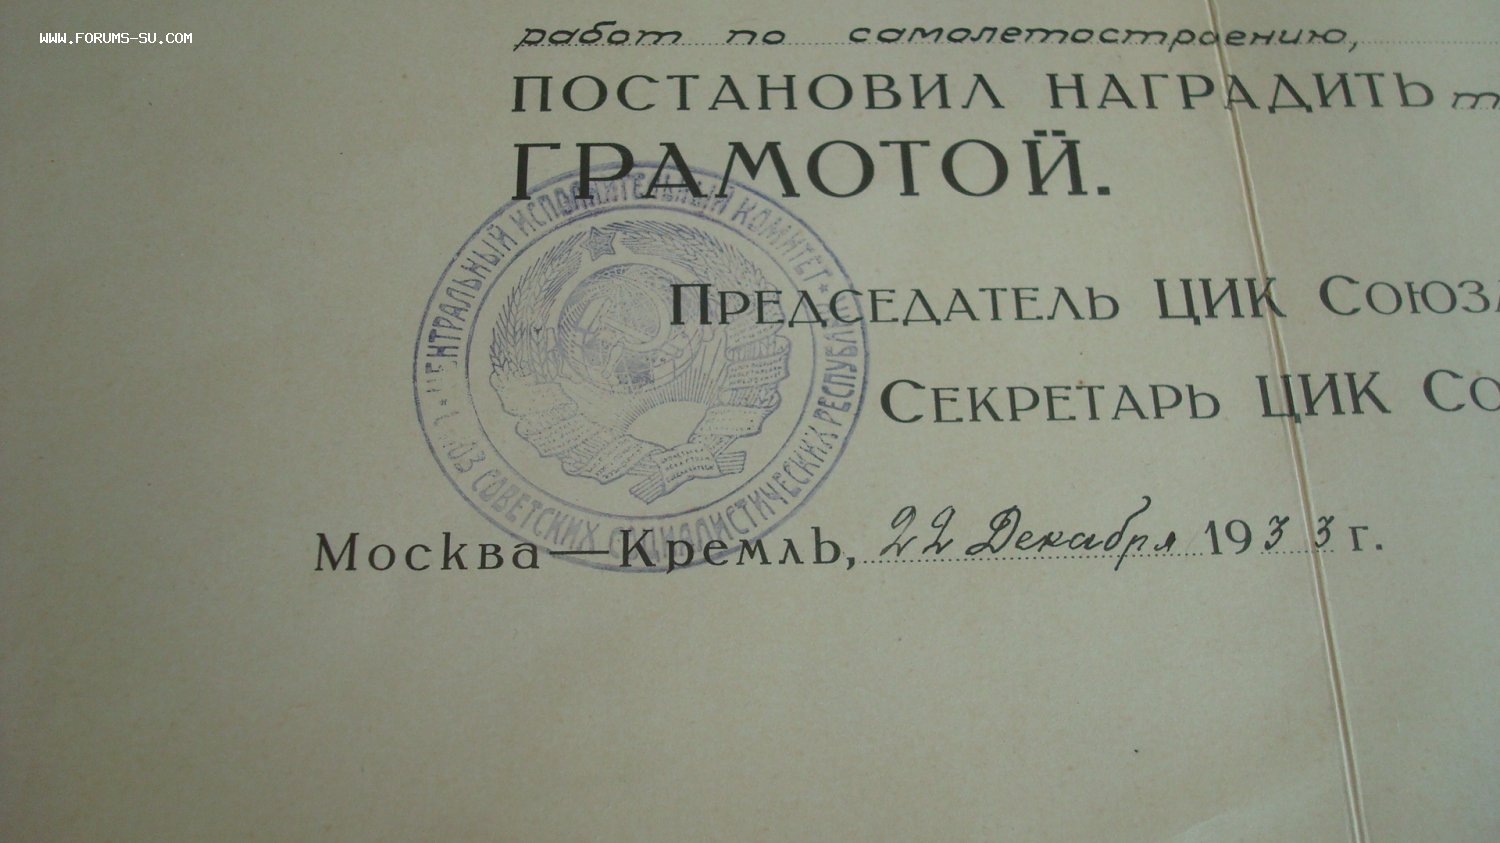 WWW.FORUMS-SU.COM
работ по самолетостроению,
ПОСТАНОВИЛ НАГРАДИТЬ т
ГРАМОТОЙ.
ЦЕНТРАЛЬНЫЙ ИСПОЛНИТЕЛЬНЫЙ КОМИТЕТ
СОЮЗ СОВЕТСКИХ СОЦИАЛИСТИЧЕСКИХ РЕСПУБЛИК
ПРЕДСЕДАТЕЛЬ ЦИК СОЮЗА
СЕКРЕТАРЬ ЦИК СО
Москва—Кремль, 22 Декабря 1933 г.